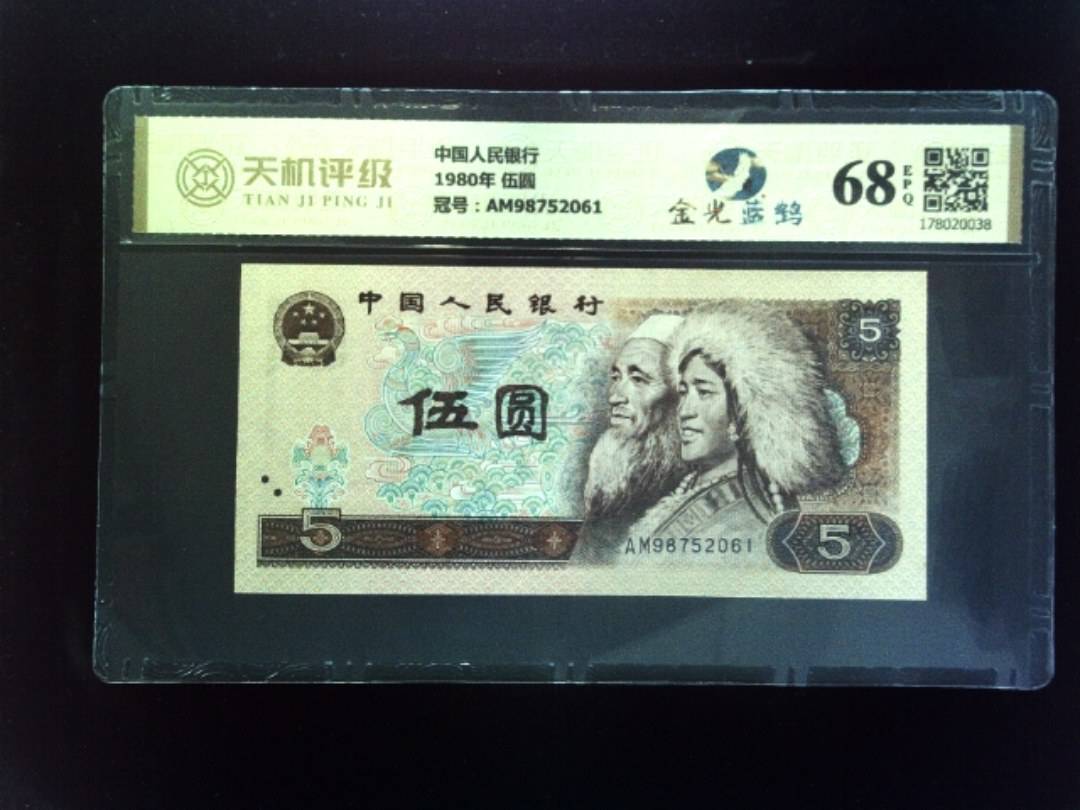 天机评级
TIAN JI PING JI
中国人民银行
1980年 伍圆
冠号：AM98752061
金光蓝鹤
68
EPQ
178020038
中国人民银行
5
伍圆
5
AM98752061
5